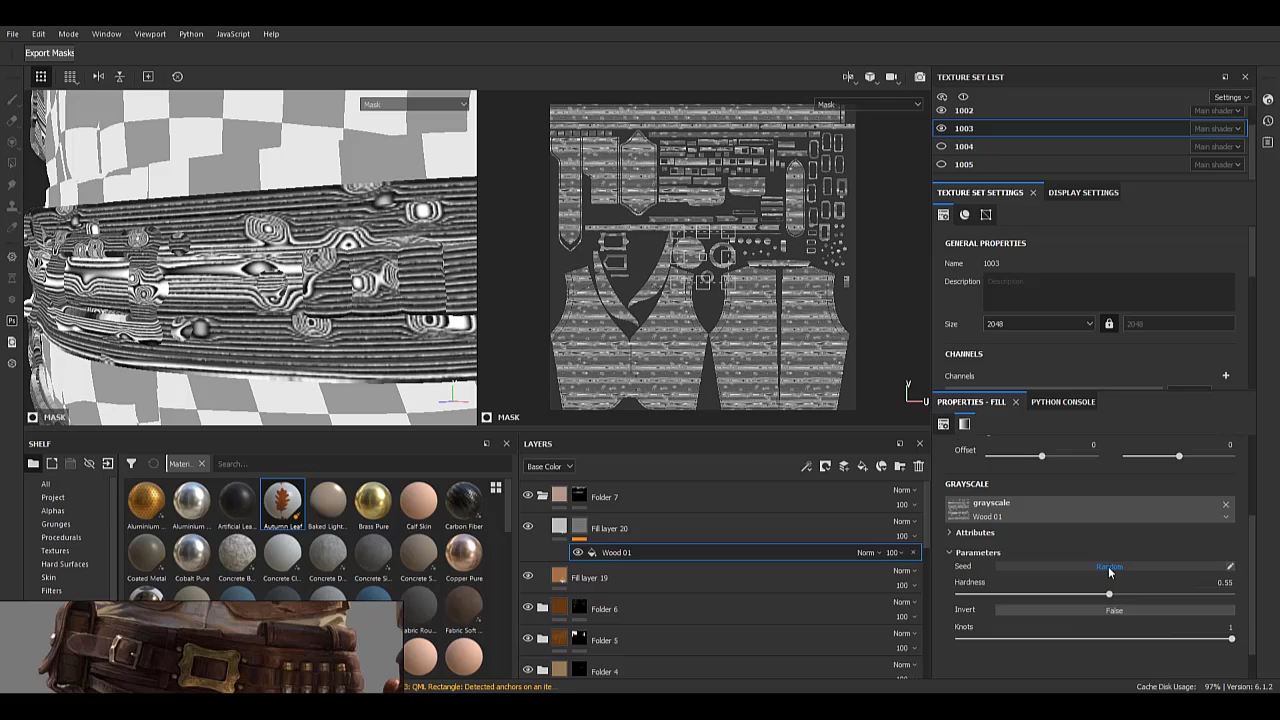 File Edit Mode Window Viewport Python JavaScript Help
Export Masks
Mask
Mask
MASK
MASK
Y
U
TEXTURE SET LIST
Settings
1002 Main shader
1003 Main shader
1004 Main shader
1005 Main shader
TEXTURE SET SETTINGS DISPLAY SETTINGS
GENERAL PROPERTIES
Name 1003
Description Description
Size 2048 2048
CHANNELS
Channels
PROPERTIES - FILL PYTHON CONSOLE
Offset 0 0
GRAYSCALE
grayscale
Wood 01
Attributes
Parameters
Seed Random
Hardness 0.55
Invert False
Knots 1
SHELF
Materi... Search...
All
Project
Alphas
Grunges
Procedurals
Textures
Hard Surfaces
Skin
Filters
Aluminium ... Aluminium ... Artificial Lea... Autumn Leaf Baked Light... Brass Pure Calf Skin Carbon Fiber
Coated Metal Cobalt Pure Concrete B... Concrete Cl... Concrete D... Concrete Si... Concrete S... Copper Pure
abric Rou... Fabric Soft ...
LAYERS
Base Color
Folder 7 Norm 100
Fill layer 20 Norm 100
Wood 01 Norm 100
Fill layer 19 Norm 100
Folder 6 Norm 100
Folder 5 Norm 100
Folder 4 Norm
QML Rectangle: Detected anchors on an ite...
Cache Disk Usage: 97% | Version: 6.1.2